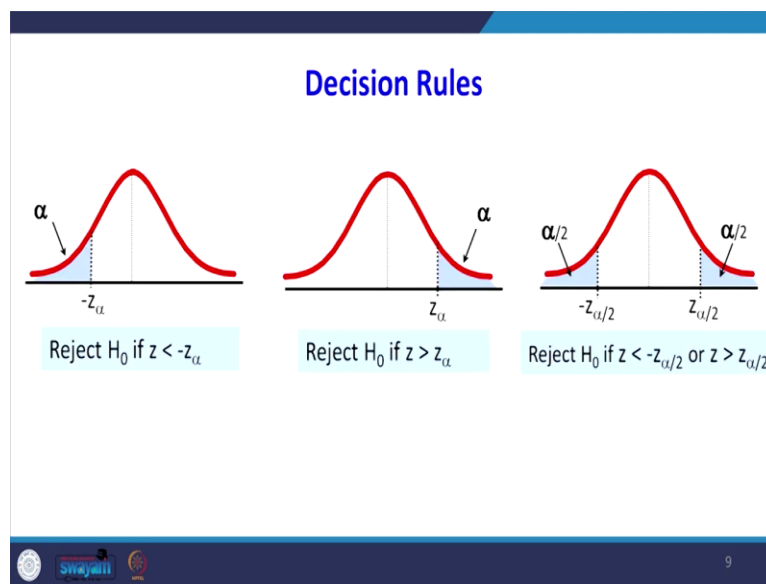 Decision Rules
α
-zα
Reject H0 if z < -zα
α
zα
Reject H0 if z > zα
α/2
α/2
-zα/2
zα/2
Reject H0 if z < -zα/2 or z > zα/2
swayam
9